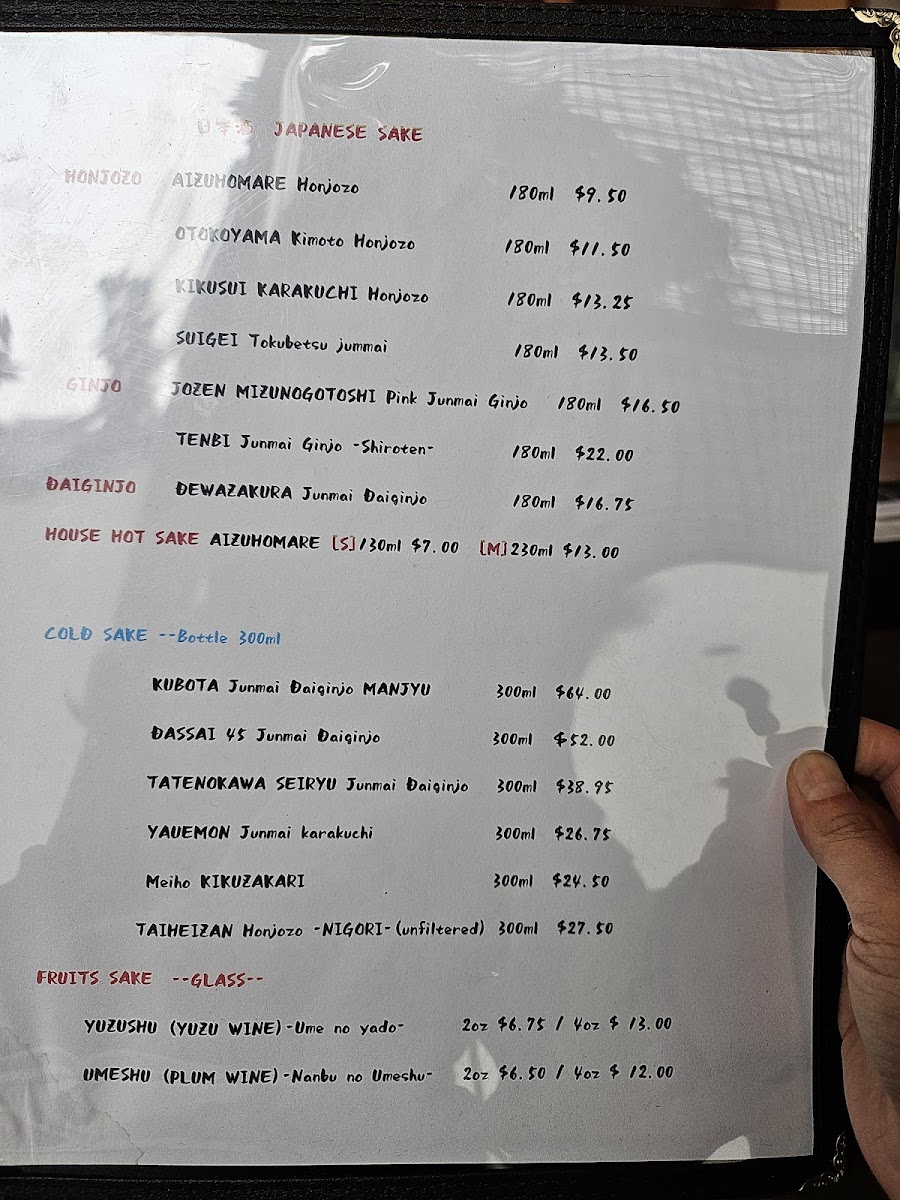 日本酒 JAPANESE SAKE
HONJOZO AIZUHOMARE Honjozo 180ml $9.50
OTOKOYAMA Kimoto Honjozo 180ml $11.50
KIKUSUI KARAKUCHI Honjozo 180ml $13.25
SUIGEI Tokubetsu jummai 180ml $13.50
GINJO JOZEN MIZUNOGOTOSHI Pink Junmai Ginjo 180ml $16.50
TENBI Junmai Ginjo -Shiroten- 180ml $22.00
DAIGINJO DEWAZAKURA Junmai Daiginjo 180ml $16.75
HOUSE HOT SAKE AIZUHOMARE [S]130ml $7.00 [M]230ml $13.00
COLD SAKE --Bottle 300ml
KUBOTA Junmai Daiginjo MANJYU 300ml $64.00
DASSAI 45 Junmai Daiginjo 300ml $52.00
TATENOKAWA SEIRYU Junmai Daiginjo 300ml $38.95
YAUEMON Junmai karakuchi 300ml $26.75
Meiho KIKUZAKARI 300ml $24.50
TAIHEIZAN Honjozo -NIGORI-(unfiltered) 300ml $27.50
FRUITS SAKE --GLASS--
YUZUSHU (YUZU WINE)-Ume no yado- 2oz $6.75 / 4oz $ 13.00
UMESHU (PLUM WINE)-Nanbu no Umeshu- 2oz $6.50 / 4oz $ 12.00